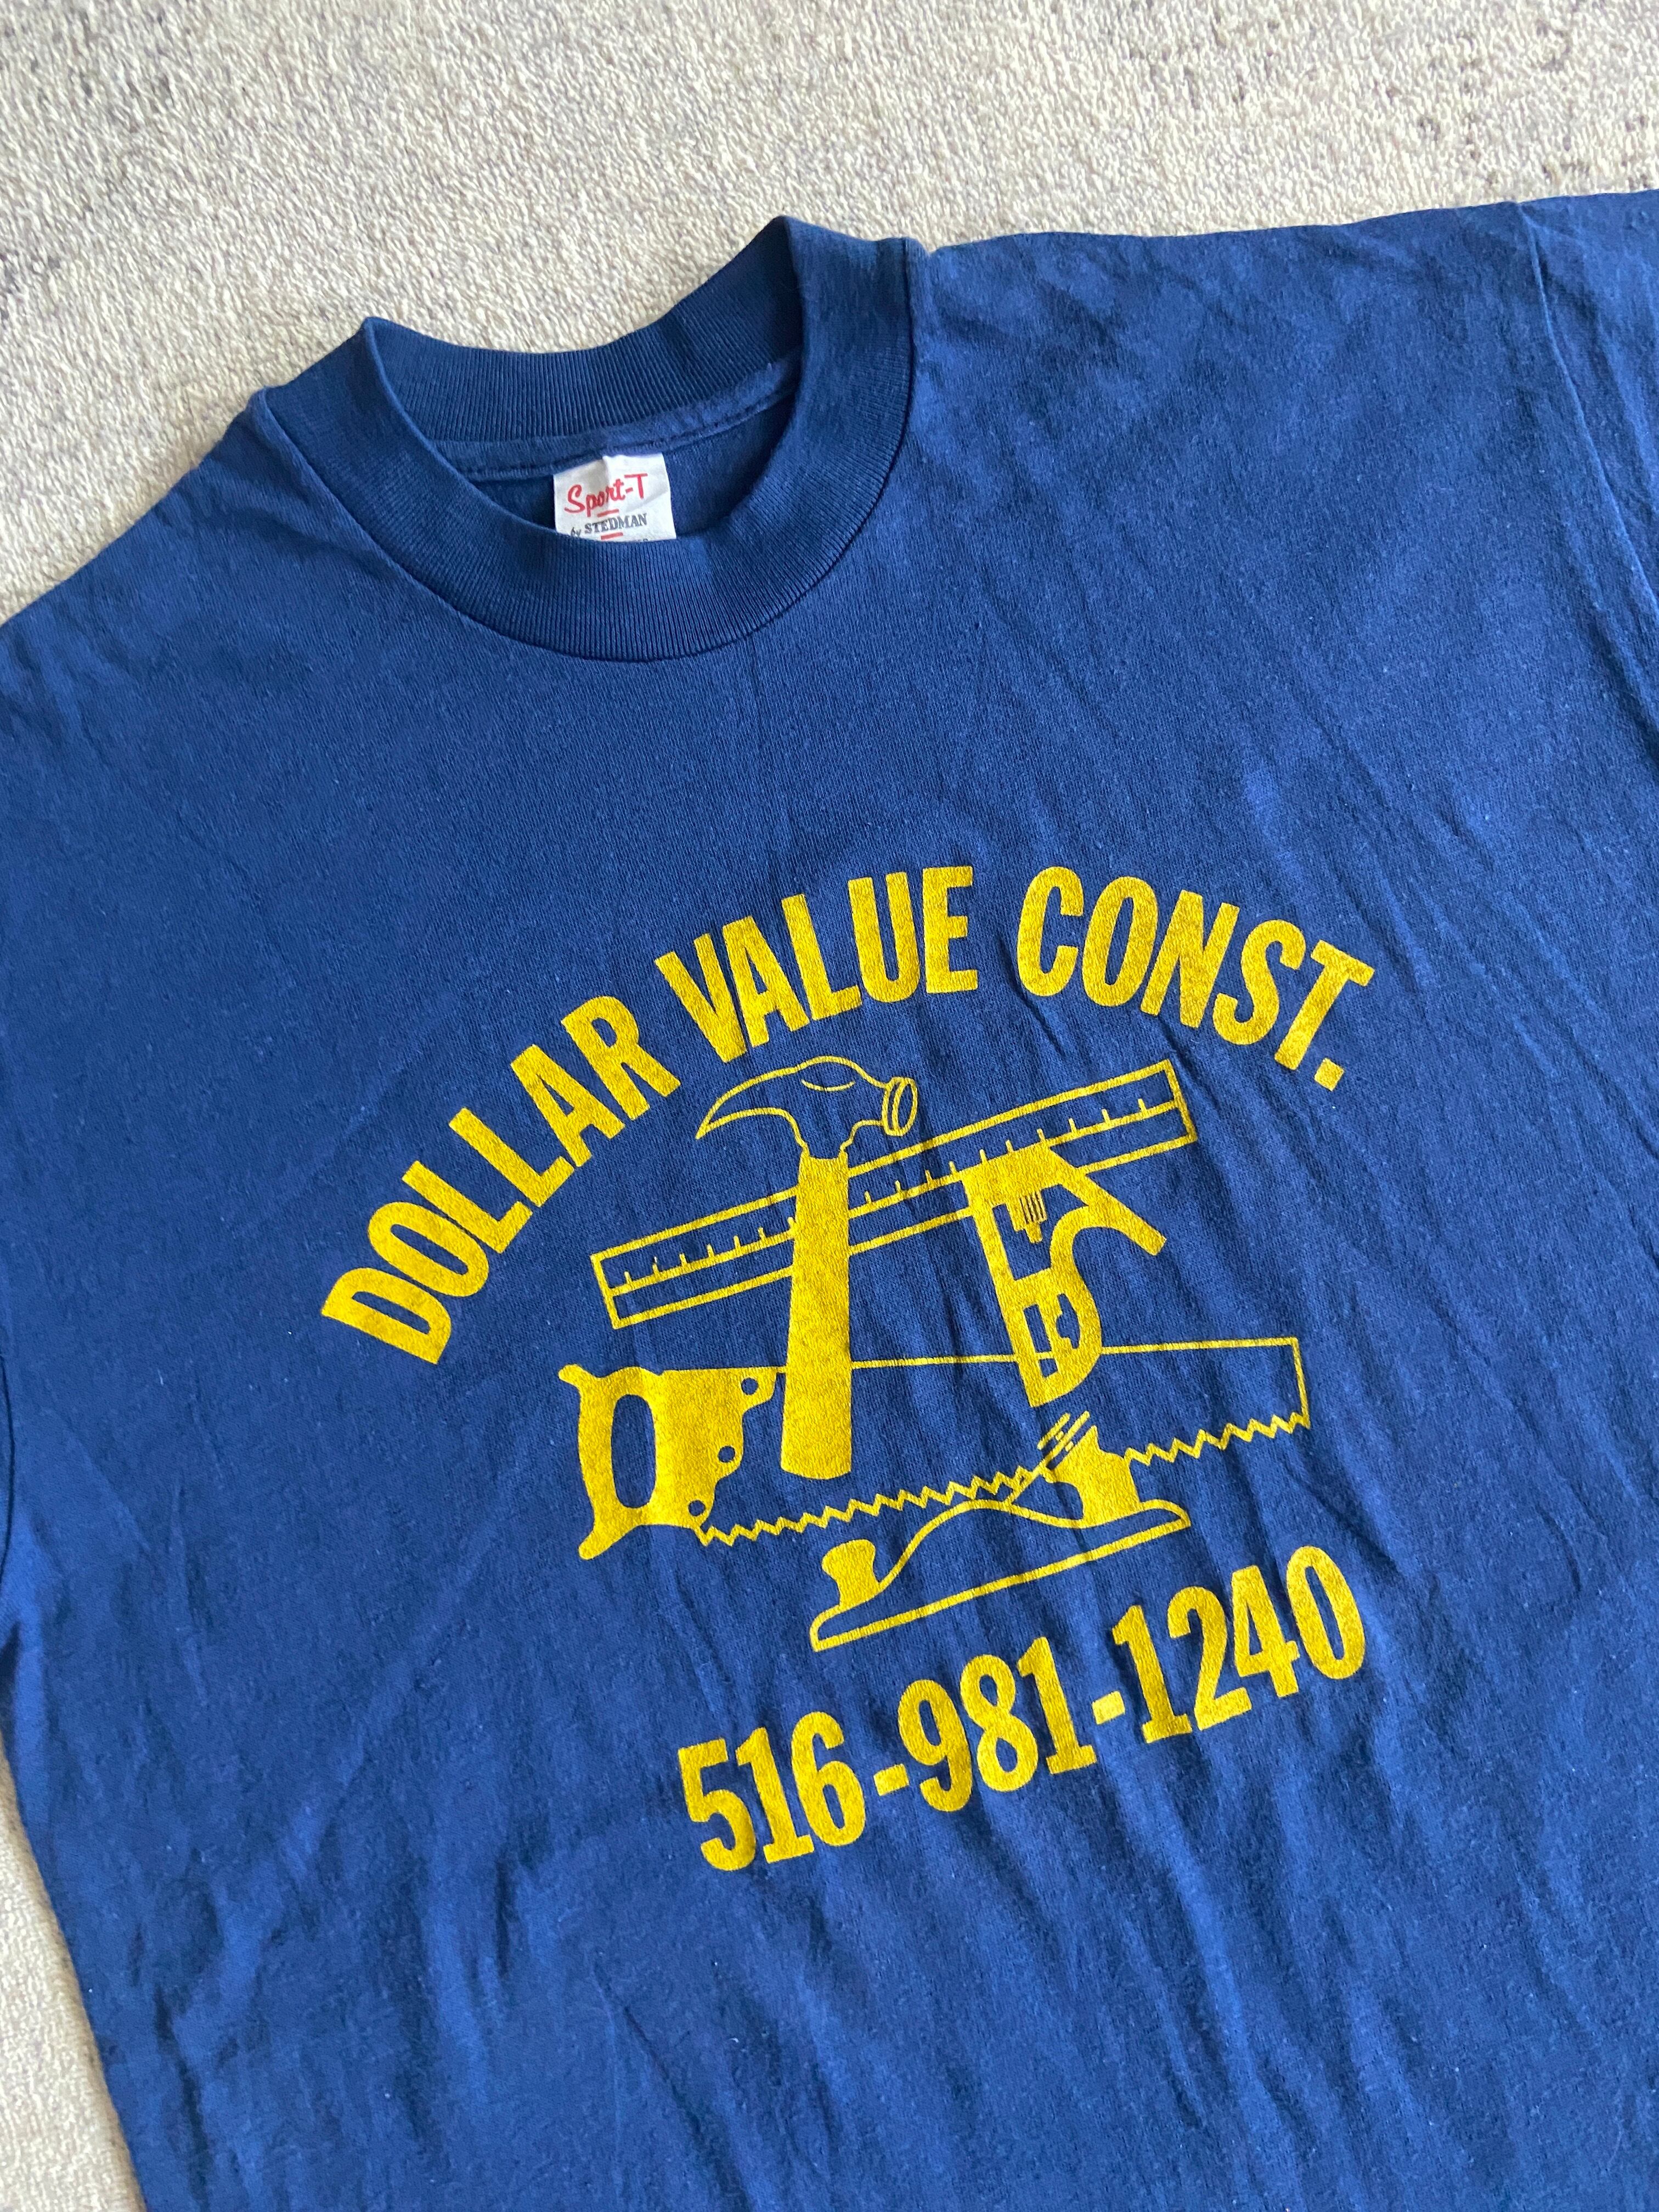 Sport-T
by STEDMAN
DOLLAR VALUE CONST.
516-981-1240